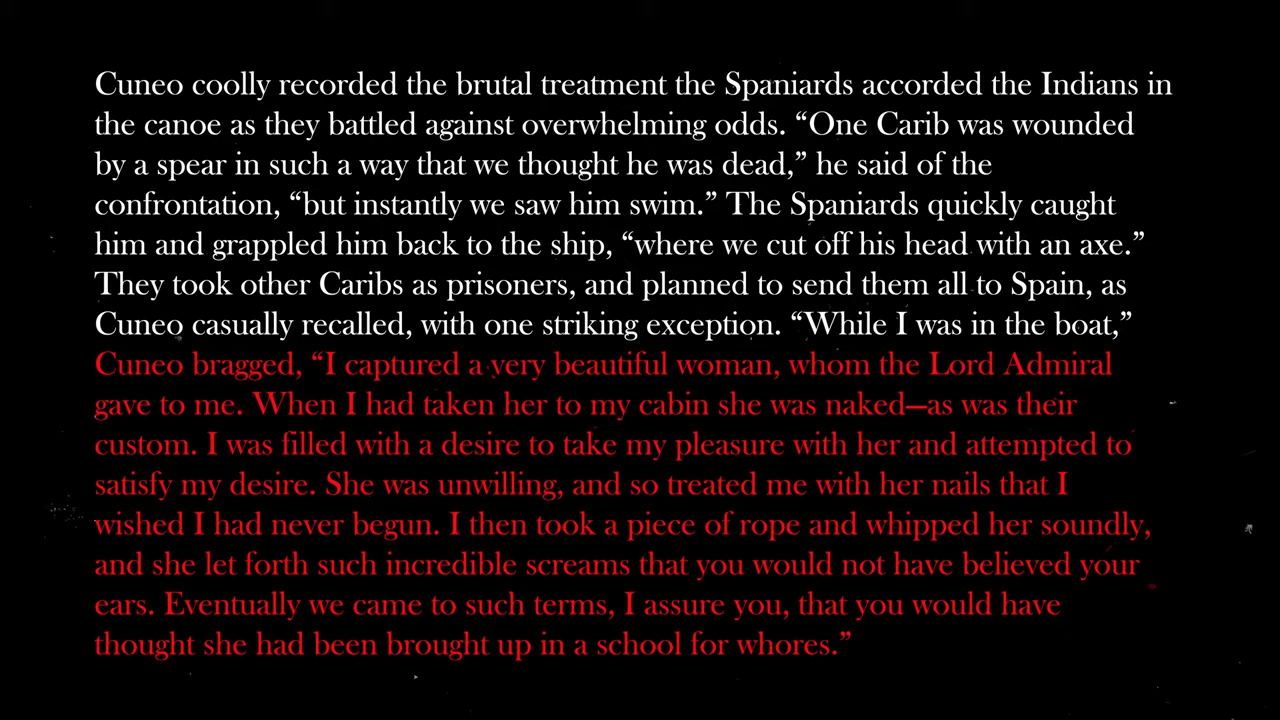 Cuneo coolly recorded the brutal treatment the Spaniards accorded the Indians in
the canoe as they battled against overwhelming odds. “One Carib was wounded
by a spear in such a way that we thought he was dead,” he said of the
confrontation, “but instantly we saw him swim.” The Spaniards quickly caught
him and grappled him back to the ship, “where we cut off his head with an axe.”
They took other Caribs as prisoners, and planned to send them all to Spain, as
Cuneo casually recalled, with one striking exception. “While I was in the boat,”
Cuneo bragged, “I captured a very beautiful woman, whom the Lord Admiral
gave to me. When I had taken her to my cabin she was naked—as was their
custom. I was filled with a desire to take my pleasure with her and attempted to
satisfy my desire. She was unwilling, and so treated me with her nails that I
wished I had never begun. I then took a piece of rope and whipped her soundly,
and she let forth such incredible screams that you would not have believed your
ears. Eventually we came to such terms, I assure you, that you would have
thought she had been brought up in a school for whores.”